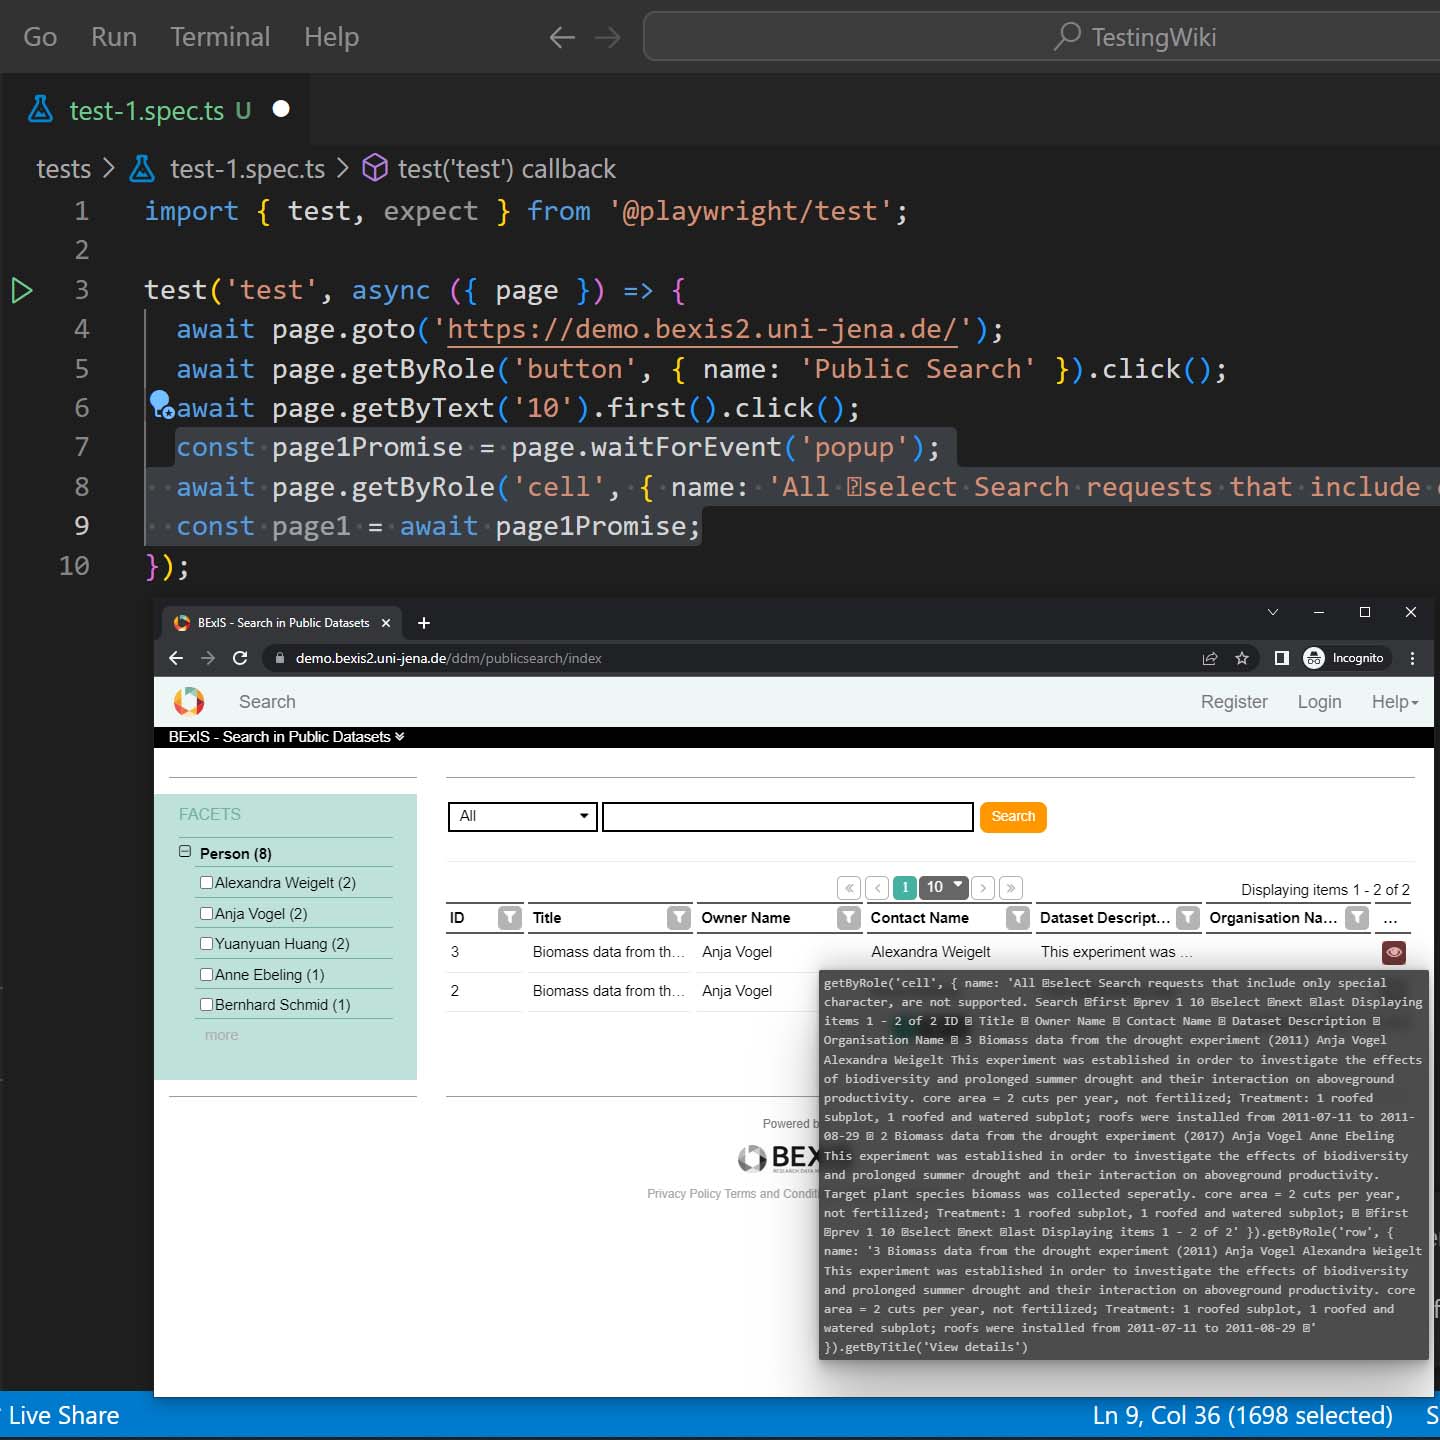 Go Run Terminal Help TestingWiki
test-1.spec.ts U
tests > test-1.spec.ts > test('test') callback
1 import { test, expect } from '@playwright/test';
2
3 test('test', async ({ page }) => {
4 await page.goto('https://demo.bexis2.uni-jena.de/');
5 await page.getByRole('button', { name: 'Public Search' }).click();
6 await page.getByText('10').first().click();
7 const page1Promise = page.waitForEvent('popup');
8 await page.getByRole('cell', { name: 'All select Search requests that include
9 const page1 = await page1Promise;
10 });
BExIS - Search in Public Datasets
demo.bexis2.uni-jena.de/ddm/publicsearch/index Incognito
Search Register Login Help
BExIS - Search in Public Datasets
FACETS
Person (8)
Alexandra Weigelt (2)
Anja Vogel (2)
Yuanyuan Huang (2)
Anne Ebeling (1)
Bernhard Schmid (1)
more
All Search
1 10 Displaying items 1 - 2 of 2
ID Title Owner Name Contact Name Dataset Descript... Organisation Na... ...
3 Biomass data from th... Anja Vogel Alexandra Weigelt This experiment was ...
2 Biomass data from th... Anja Vogel
getByRole('cell', { name: 'All select Search requests that include only special
character, are not supported. Search first prev 1 10 select next last Displaying
items 1 - 2 of 2 ID Title Owner Name Contact Name Dataset Description
Organisation Name 3 Biomass data from the drought experiment (2011) Anja Vogel
Alexandra Weigelt This experiment was established in order to investigate the effects
of biodiversity and prolonged summer drought and their interaction on aboveground
productivity. core area = 2 cuts per year, not fertilized; Treatment: 1 roofed
subplot, 1 roofed and watered subplot; roofs were installed from 2011-07-11 to 2011-
08-29 2 Biomass data from the drought experiment (2017) Anja Vogel Anne Ebeling
This experiment was established in order to investigate the effects of biodiversity
and prolonged summer drought and their interaction on aboveground productivity.
Target plant species biomass was collected seperatly. core area = 2 cuts per year,
not fertilized; Treatment: 1 roofed subplot, 1 roofed and watered subplot; first
prev 1 10 select next last Displaying items 1 - 2 of 2' }).getByRole('row', {
name: '3 Biomass data from the drought experiment (2011) Anja Vogel Alexandra Weigelt
This experiment was established in order to investigate the effects of biodiversity
and prolonged summer drought and their interaction on aboveground productivity. core
area = 2 cuts per year, not fertilized; Treatment: 1 roofed subplot, 1 roofed and
watered subplot; roofs were installed from 2011-07-11 to 2011-08-29 '
}).getByTitle('View details')
Powered b
BEX
Privacy Policy Terms and Condit
Live Share Ln 9, Col 36 (1698 selected) S